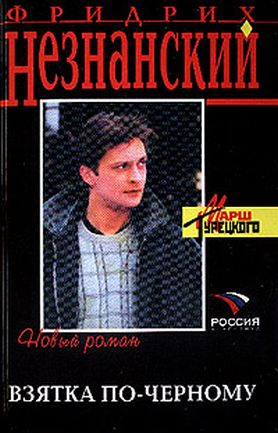 ФРИДРИХ
НЕЗНАНСКИЙ
МАРШ
ТУРЕЦКОГО
РОССИЯ
Новый роман
ВЗЯТКА ПО-ЧЕРНОМУ